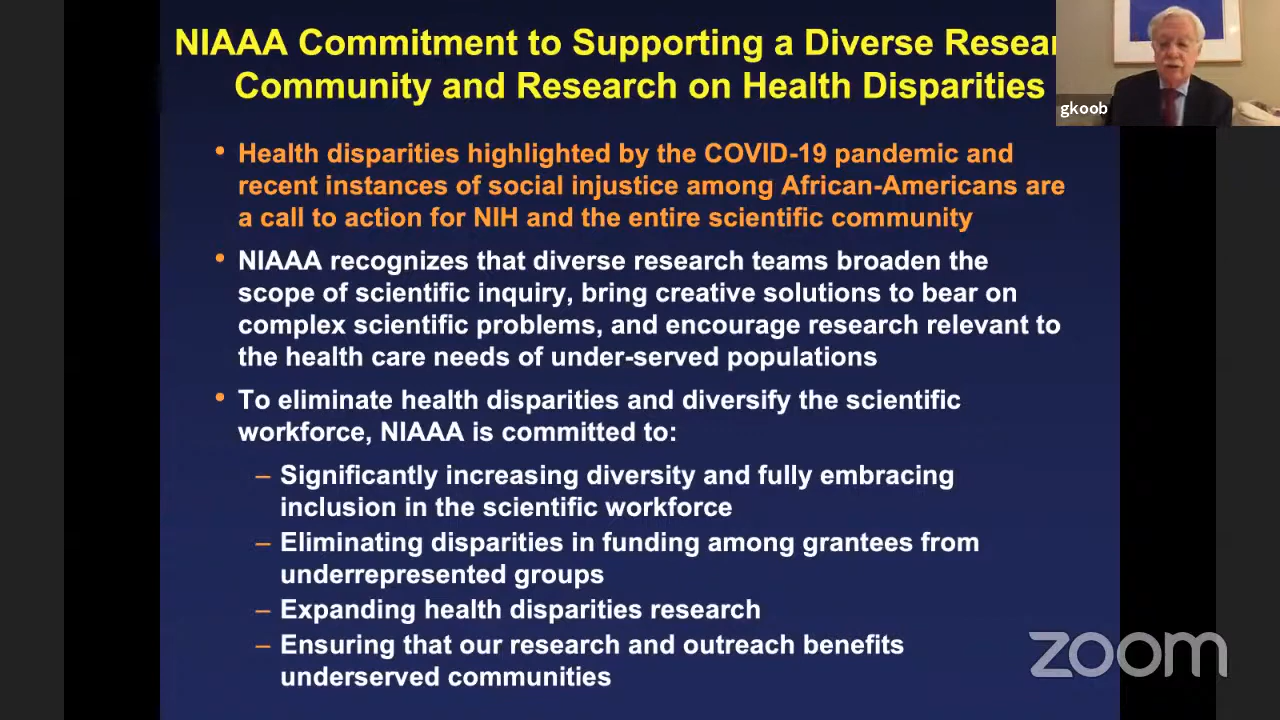 NIAAA Commitment to Supporting a Diverse
Community and Research on Health Disparities
gkoob
• Health disparities highlighted by the COVID-19 pandemic and
recent instances of social injustice among African-Americans are
a call to action for NIH and the entire scientific community
• NIAAA recognizes that diverse research teams broaden the
scope of scientific inquiry, bring creative solutions to bear on
complex scientific problems, and encourage research relevant to
the health care needs of under-served populations
• To eliminate health disparities and diversify the scientific
workforce, NIAAA is committed to:
– Significantly increasing diversity and fully embracing
inclusion in the scientific workforce
– Eliminating disparities in funding among grantees from
underrepresented groups
– Expanding health disparities research
– Ensuring that our research and outreach benefits
underserved communities
zoom